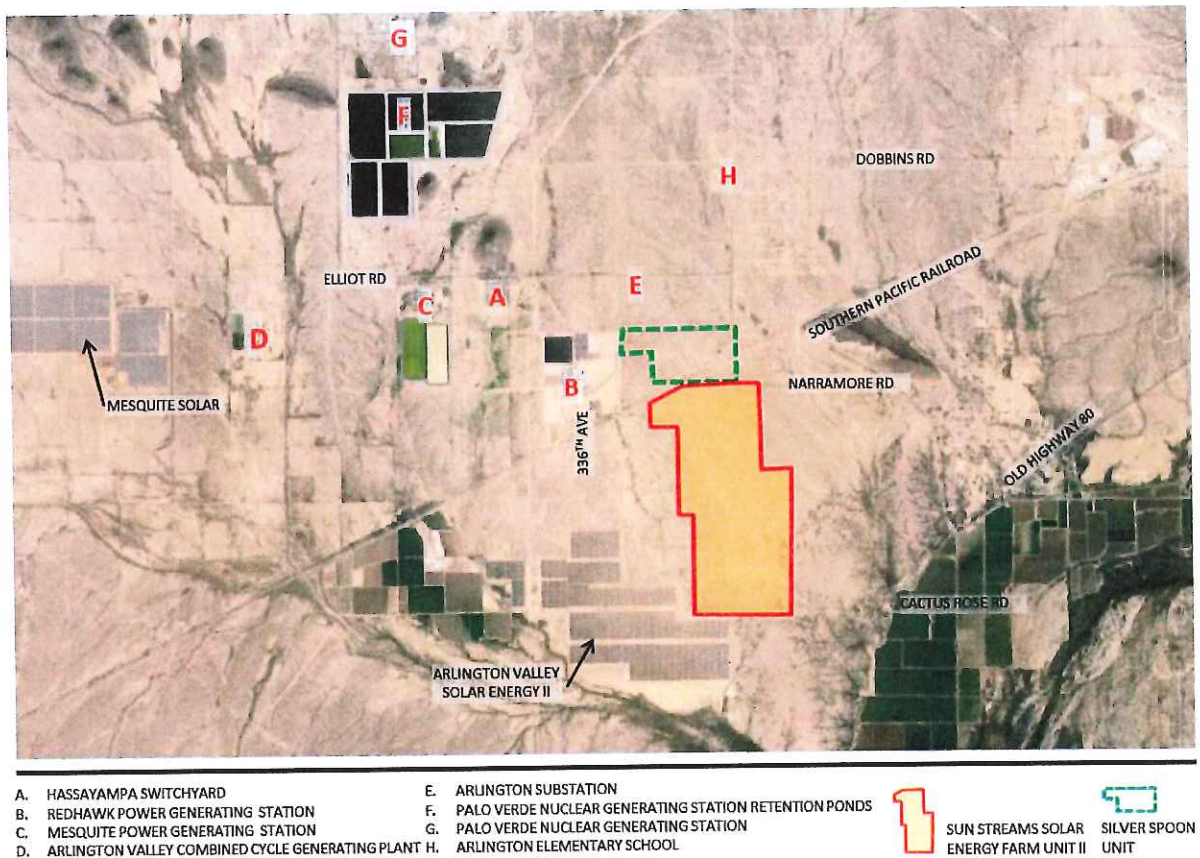 G
F
DOBBINS RD
H
SOUTHERN PACIFIC RAILROAD
ELLIOT RD
E
A
C
D
B
NARRAMORE RD
MESQUITE SOLAR
336TH AVE
OLD HIGHWAY 80
CACTUS ROSE RD
ARLINGTON VALLEY
SOLAR ENERGY II
A. HASSAYAMPA SWITCHYARD
B. REDHAWK POWER GENERATING STATION
C. MESQUITE POWER GENERATING STATION
D. ARLINGTON VALLEY COMBINED CYCLE GENERATING PLANT
E. ARLINGTON SUBSTATION
F. PALO VERDE NUCLEAR GENERATING STATION RETENTION PONDS
G. PALO VERDE NUCLEAR GENERATING STATION
H. ARLINGTON ELEMENTARY SCHOOL
SUN STREAMS SOLAR
ENERGY FARM UNIT II
SILVER SPOON
UNIT